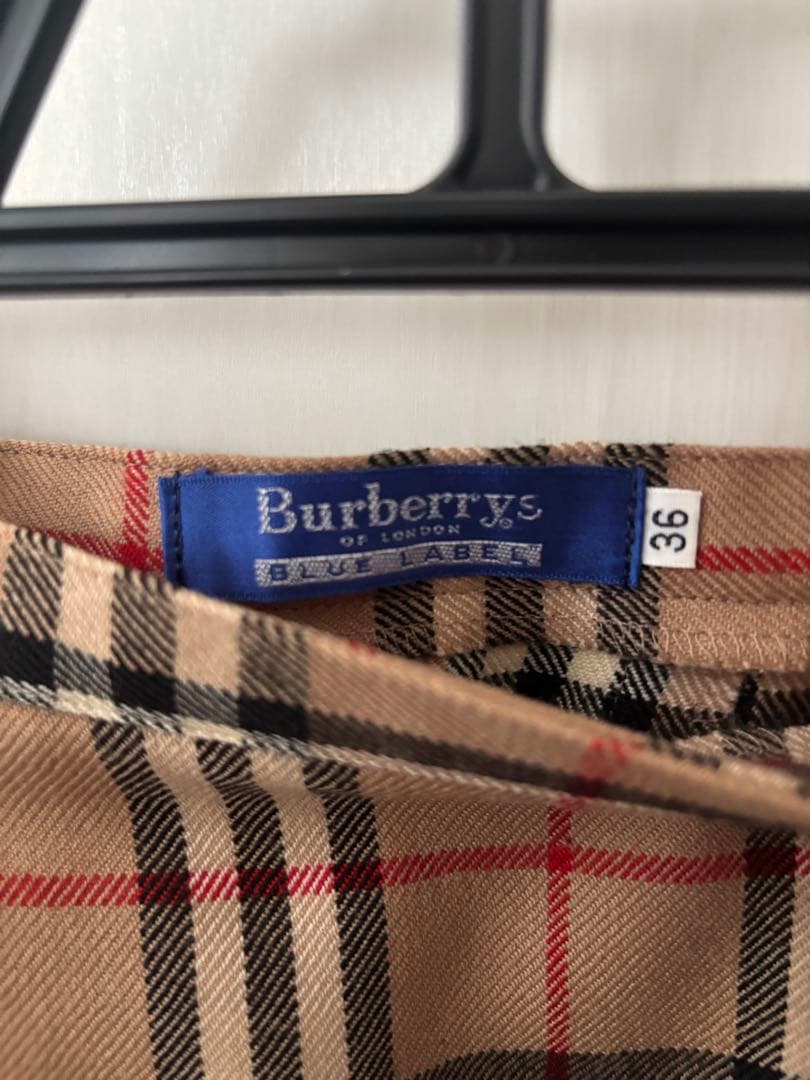 Burberrys®
OF LONDON
BLUE LABEL
36